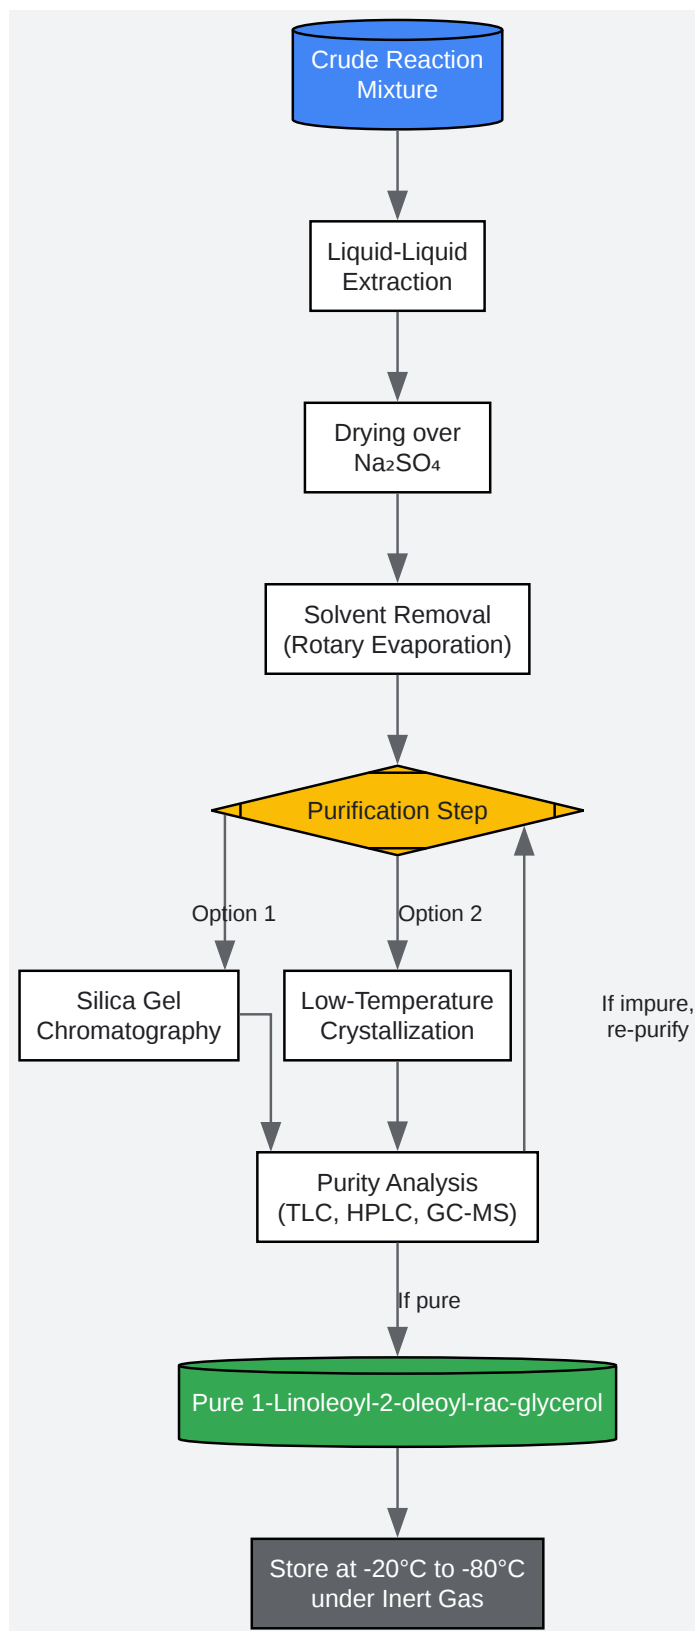 Crude Reaction
Mixture
Liquid-Liquid
Extraction
Drying over
Na₂SO₄
Solvent Removal
(Rotary Evaporation)
Purification Step
Option 1
Option 2
Silica Gel
Chromatography
Low-Temperature
Crystallization
If impure,
re-purify
Purity Analysis
(TLC, HPLC, GC-MS)
If pure
Pure 1-Linoleoyl-2-oleoyl-rac-glycerol
Store at -20°C to -80°C
under Inert Gas